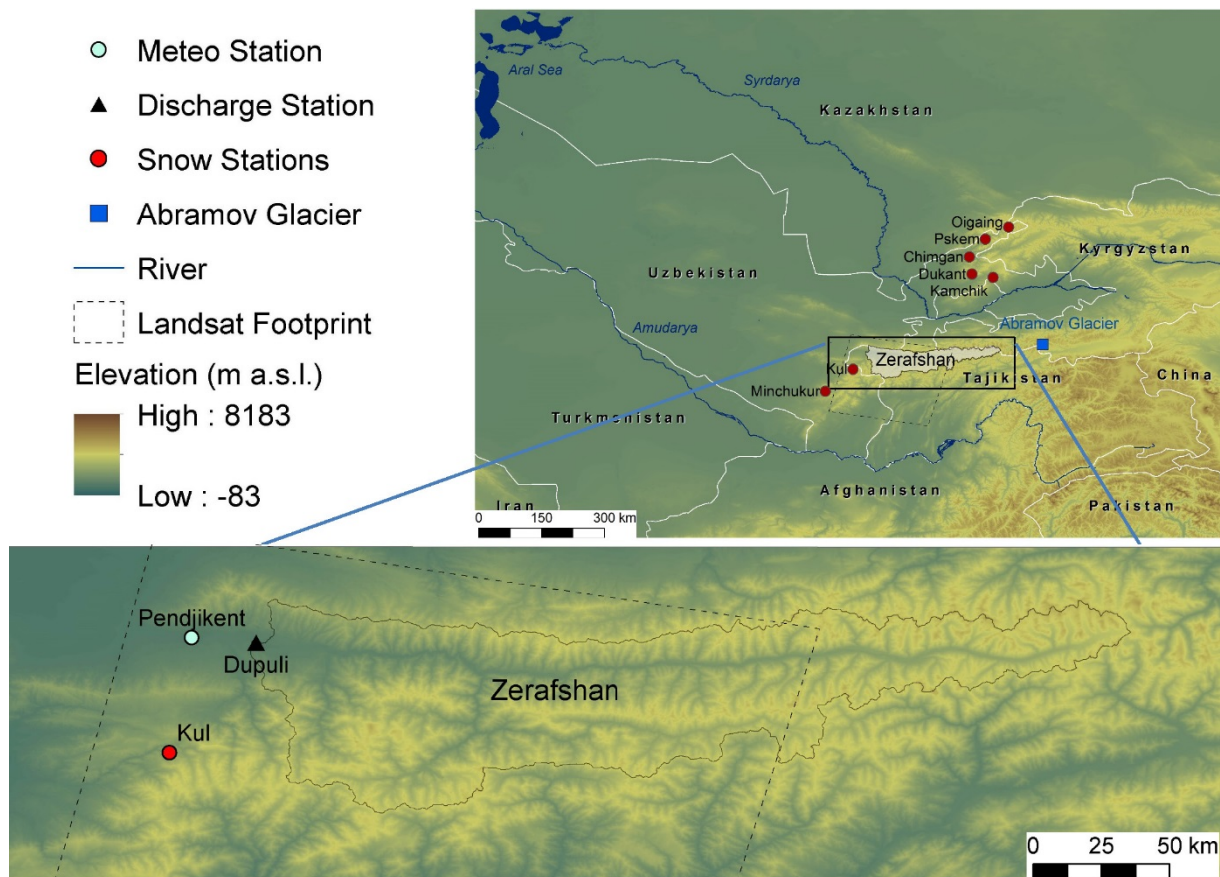 Meteo Station
Discharge Station
Snow Stations
Abramov Glacier
River
Landsat Footprint
Elevation (m a.s.l.)
High : 8183
Low : -83
Aral Sea
Syrdarya
Kazakhstan
Oigaing
Pskem
Kyrgyzstan
Chimgan
Uzbekistan
Dukant
Kamchik
Amudarya
Abramov Glacier
Zerafshan
Kul
Tajikistan
China
Minchukur
Turkmenistan
Afghanistan
Iran
Pakistan
0 150 300 km
Pendjikent
Dupuli
Zerafshan
Kul
0 25 50 km